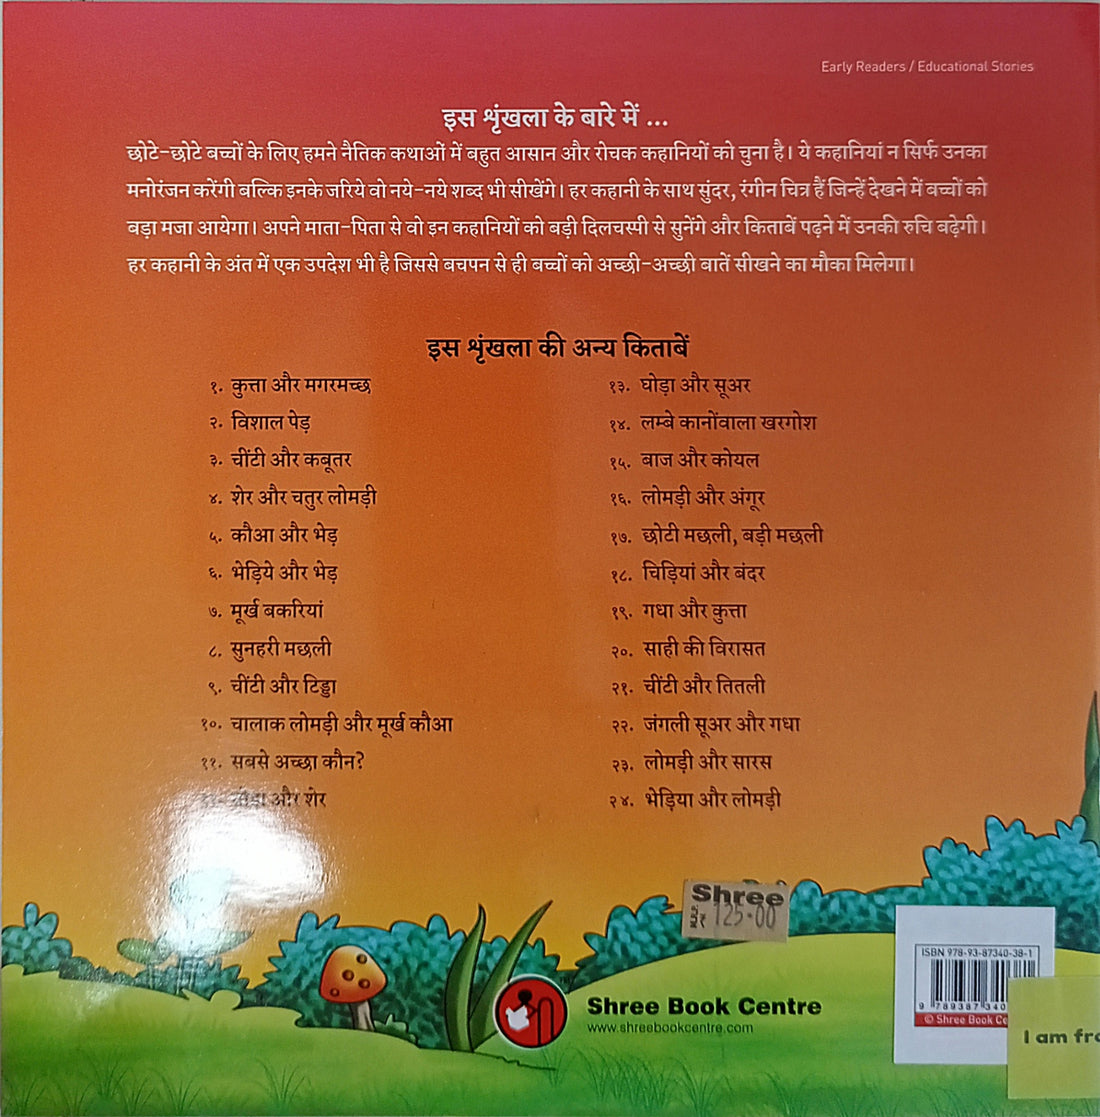 Early Readers / Educational Stories
इस श्रृंखला के बारे में ...
छोटे-छोटे बच्चों के लिए हमने नैतिक कथाओं में बहुत आसान और रोचक कहानियों को चुना है। ये कहानियां न सिर्फ उनका
मनोरंजन करेंगी बल्कि इनके जरिये वो नये-नये शब्द भी सीखेंगे। हर कहानी के साथ सुंदर, रंगीन चित्र हैं जिन्हें देखने में बच्चों को
बड़ा मजा आयेगा। अपने माता-पिता से वो इन कहानियों को बड़ी दिलचस्पी से सुनेंगे और किताबें पढ़ने में उनकी रुचि बढ़ेगी।
हर कहानी के अंत में एक उपदेश भी है जिससे बचपन से ही बच्चों को अच्छी-अच्छी बातें सीखने का मौका मिलेगा।
इस श्रृंखला की अन्य किताबें
१. कुत्ता और मगरमच्छ
२. विशाल पेड़
३. चींटी और कबूतर
४. शेर और चतुर लोमड़ी
५. कौआ और भेड़
६. भेड़िये और भेड़
७. मूर्ख बकरियां
८. सुनहरी मछली
९. चींटी और टिड्डा
१०. चालाक लोमड़ी और मूर्ख कौआ
११. सबसे अच्छा कौन?
और शेर
१३. घोड़ा और सूअर
१४. लम्बे कानोंवाला खरगोश
१५. बाज और कोयल
१६. लोमड़ी और अंगूर
१७. छोटी मछली, बड़ी मछली
१८. चिड़ियां और बंदर
१९. गधा और कुत्ता
२०. साही की विरासत
२१. चींटी और तितली
२२. जंगली सूअर और गधा
२३. लोमड़ी और सारस
२४. भेड़िया और लोमड़ी
Shree
M.R.P. ₹ 125.00
ISBN 978-93-87340-38-1
9 789387 340
© Shree Book Ce
I am fro
Shree Book Centre
www.shreebookcentre.com